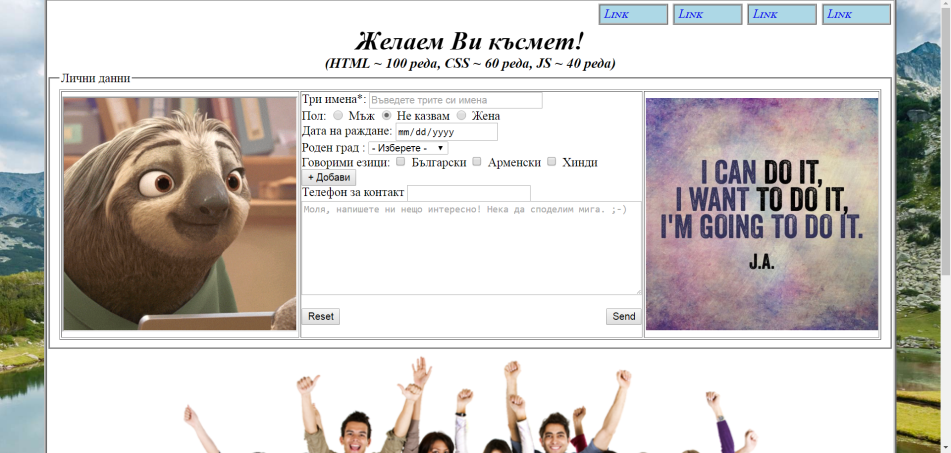 Link Link Link Link
Желаем Ви късмет!
(HTML ~ 100 реда, CSS ~ 60 реда, JS ~ 40 реда)
Лични данни
Три имена*: Въведете трите си имена
Пол: Мъж Не казвам Жена
Дата на раждане: mm/dd/yyyy
Роден град : - Изберете -
Говорими езици: Български Арменски Хинди
+ Добави
Телефон за контакт
Моля, напишете ни нещо интересно! Нека да споделим мига. ;-)
Reset Send
I CAN DO IT,
I WANT TO DO IT,
I'M GOING TO DO IT.
J.A.